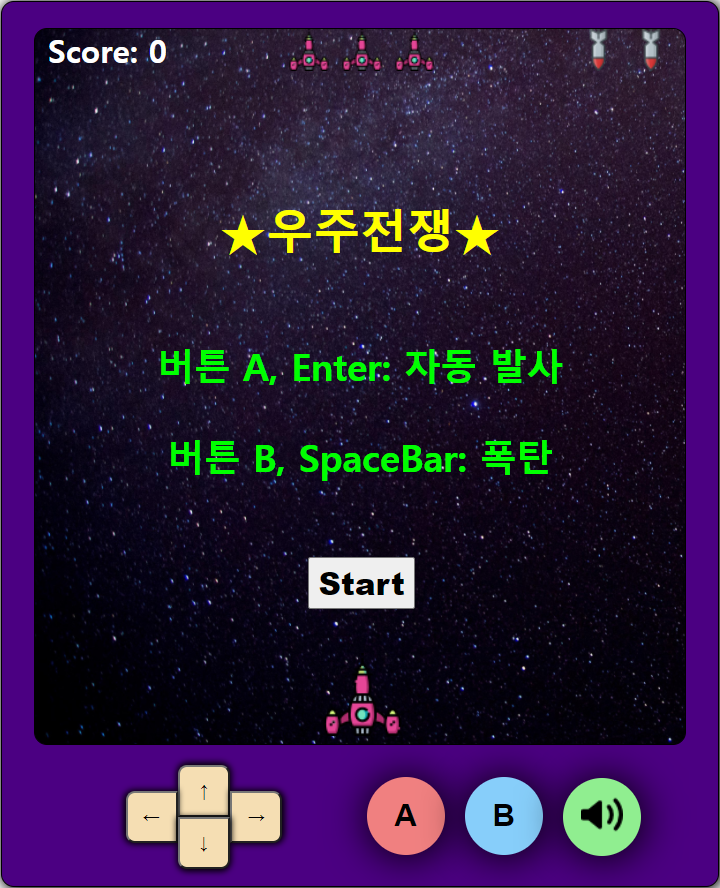 Score: 0
★우주전쟁★
버튼 A, Enter: 자동 발사
버튼 B, SpaceBar: 폭탄
Start
↑
← →
↓
A B